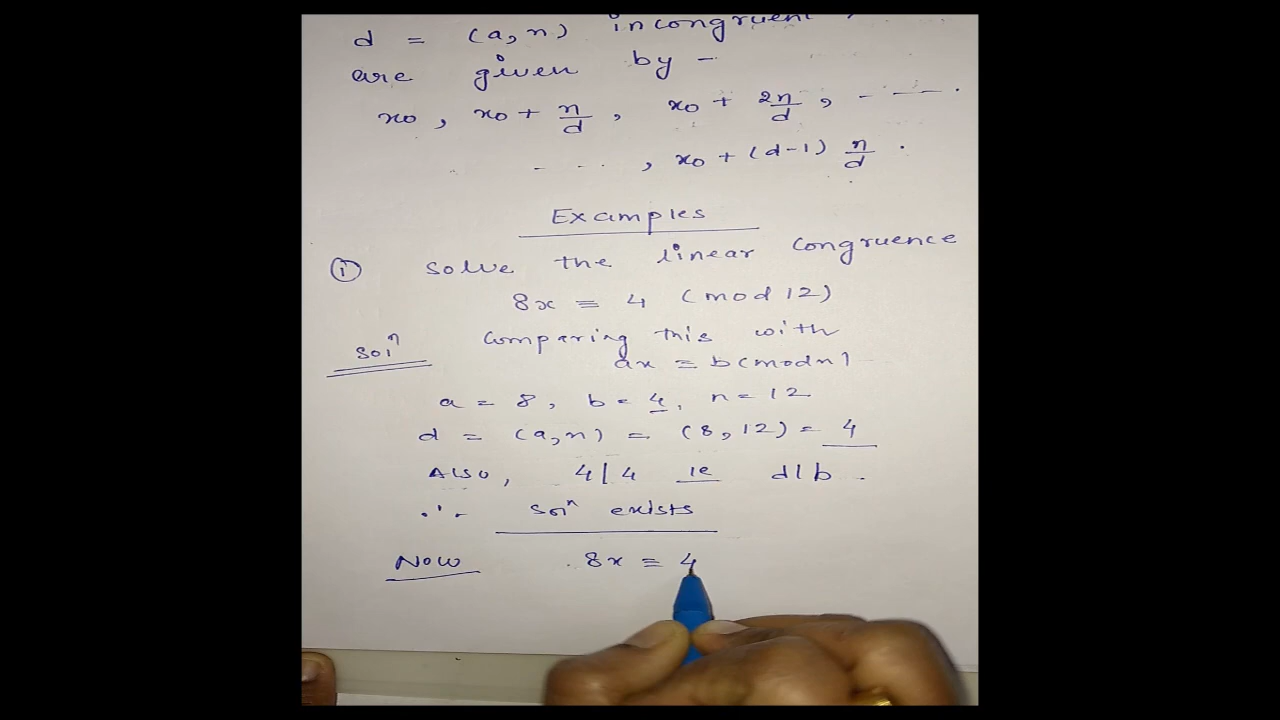 d = (a,n) incongruent
are given by -
x0, x0 + n/d, x0 + 2n/d, - - - .
- - - , x0 + (d-1) n/d .
Examples
① solve the linear congruence
8x ≡ 4 (mod 12)
Solⁿ Comparing this with
ax ≡ b(mod n)
a = 8, b = 4, n = 12
d = (a,n) = (8,12) = 4
Also, 4|4 ie d|b .
∴ Solⁿ exists
Now 8x ≡ 4